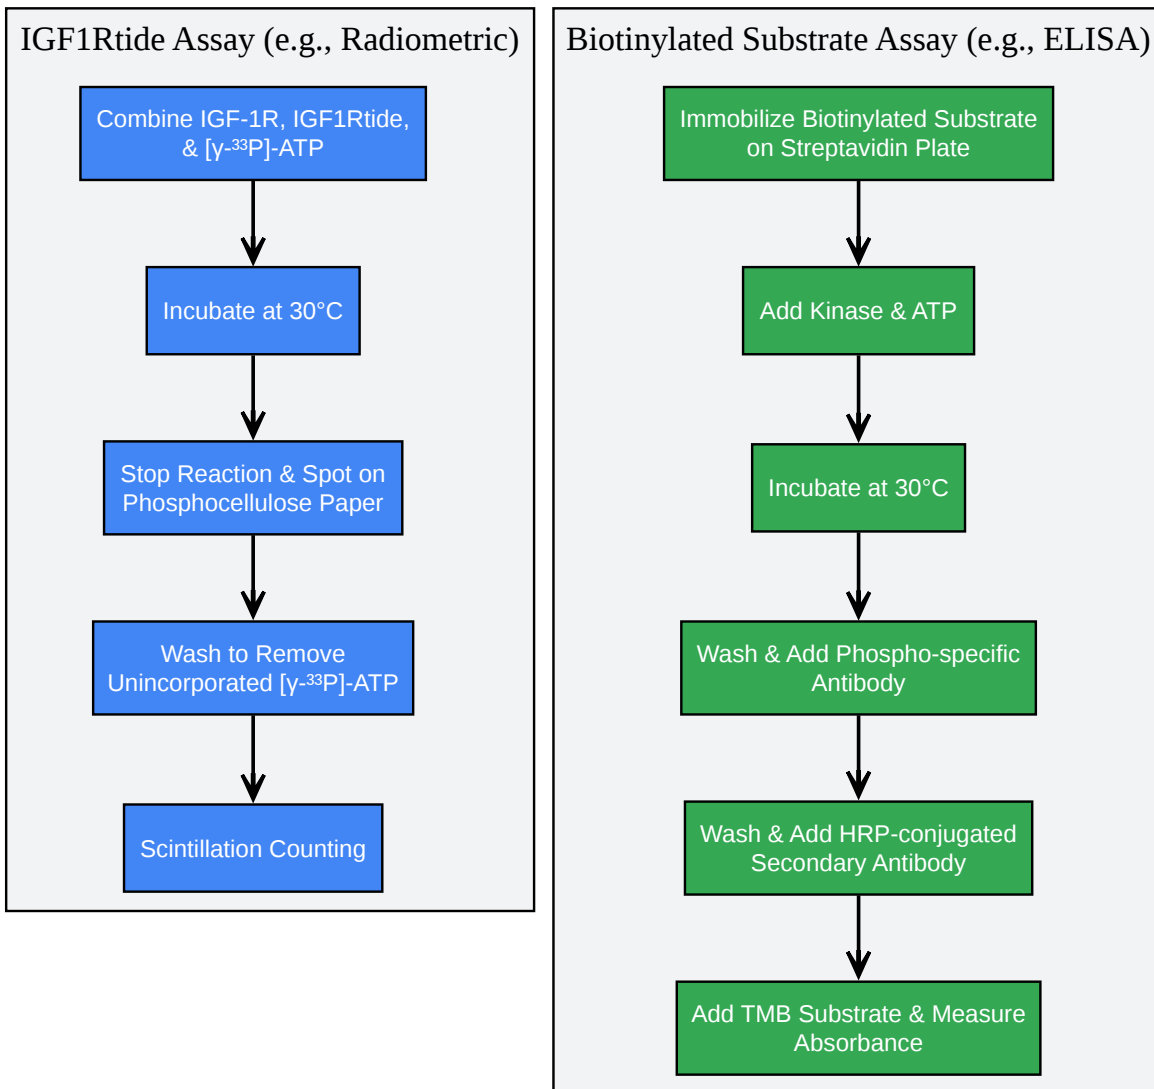 IGF1Rtide Assay (e.g., Radiometric)
Combine IGF-1R, IGF1Rtide,
& [γ-³³P]-ATP
Incubate at 30°C
Stop Reaction & Spot on
Phosphocellulose Paper
Wash to Remove
Unincorporated [γ-³³P]-ATP
Scintillation Counting
Biotinylated Substrate Assay (e.g., ELISA)
Immobilize Biotinylated Substrate
on Streptavidin Plate
Add Kinase & ATP
Incubate at 30°C
Wash & Add Phospho-specific
Antibody
Wash & Add HRP-conjugated
Secondary Antibody
Add TMB Substrate & Measure
Absorbance